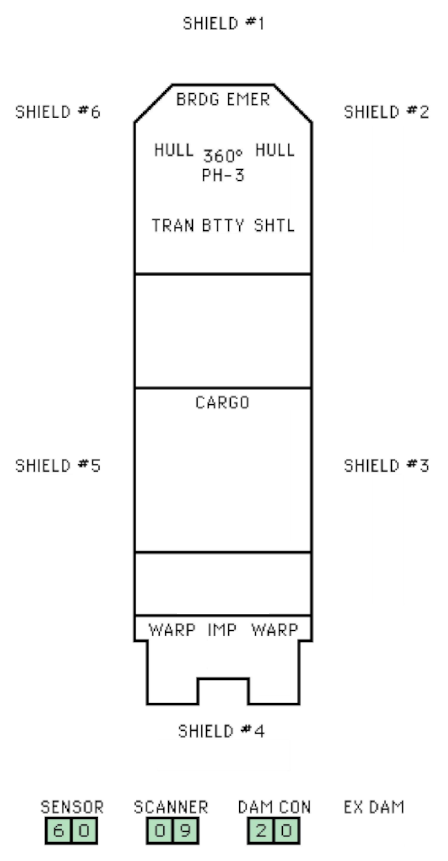 SHIELD #1
SHIELD #6
BRDG EMER
SHIELD #2
HULL 360° HULL
PH-3
TRAN BTTY SHTL
CARGO
SHIELD #5
SHIELD #3
WARP IMP WARP
SHIELD #4
SENSOR SCANNER DAM CON EX DAM
6 0 0 9 2 0